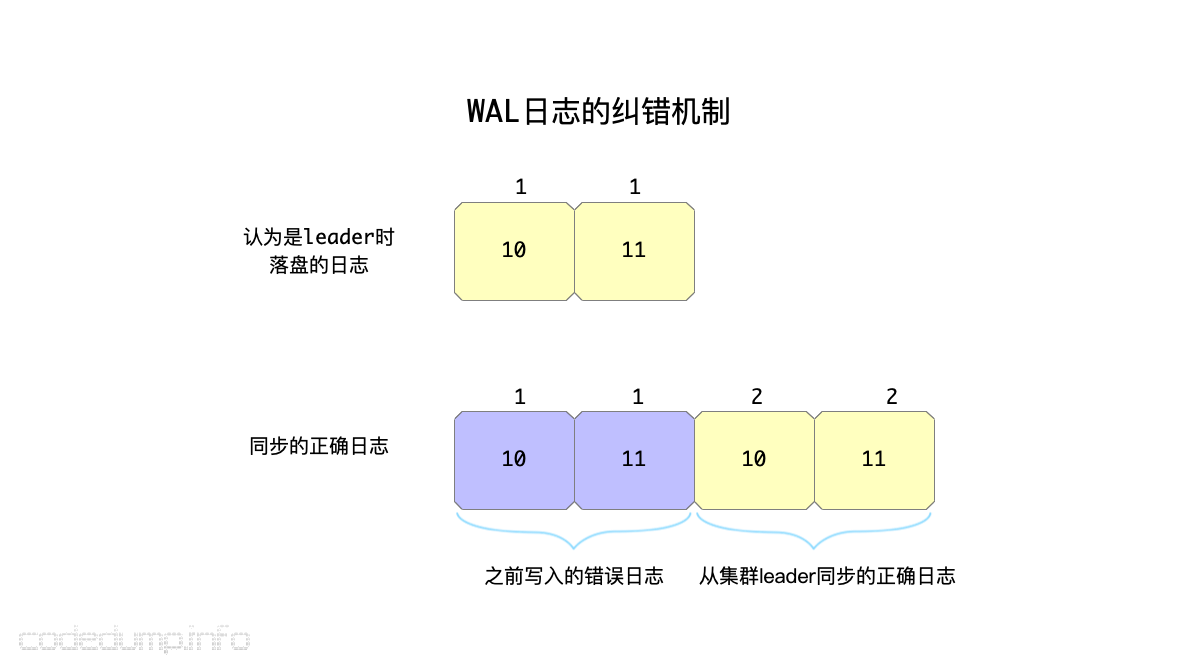 WAL日志的纠错机制
1 1
认为是leader时
落盘的日志
10 11
1 1 2 2
同步的正确日志
10 11 10 11
之前写入的错误日志 从集群leader同步的正确日志
codedump.info